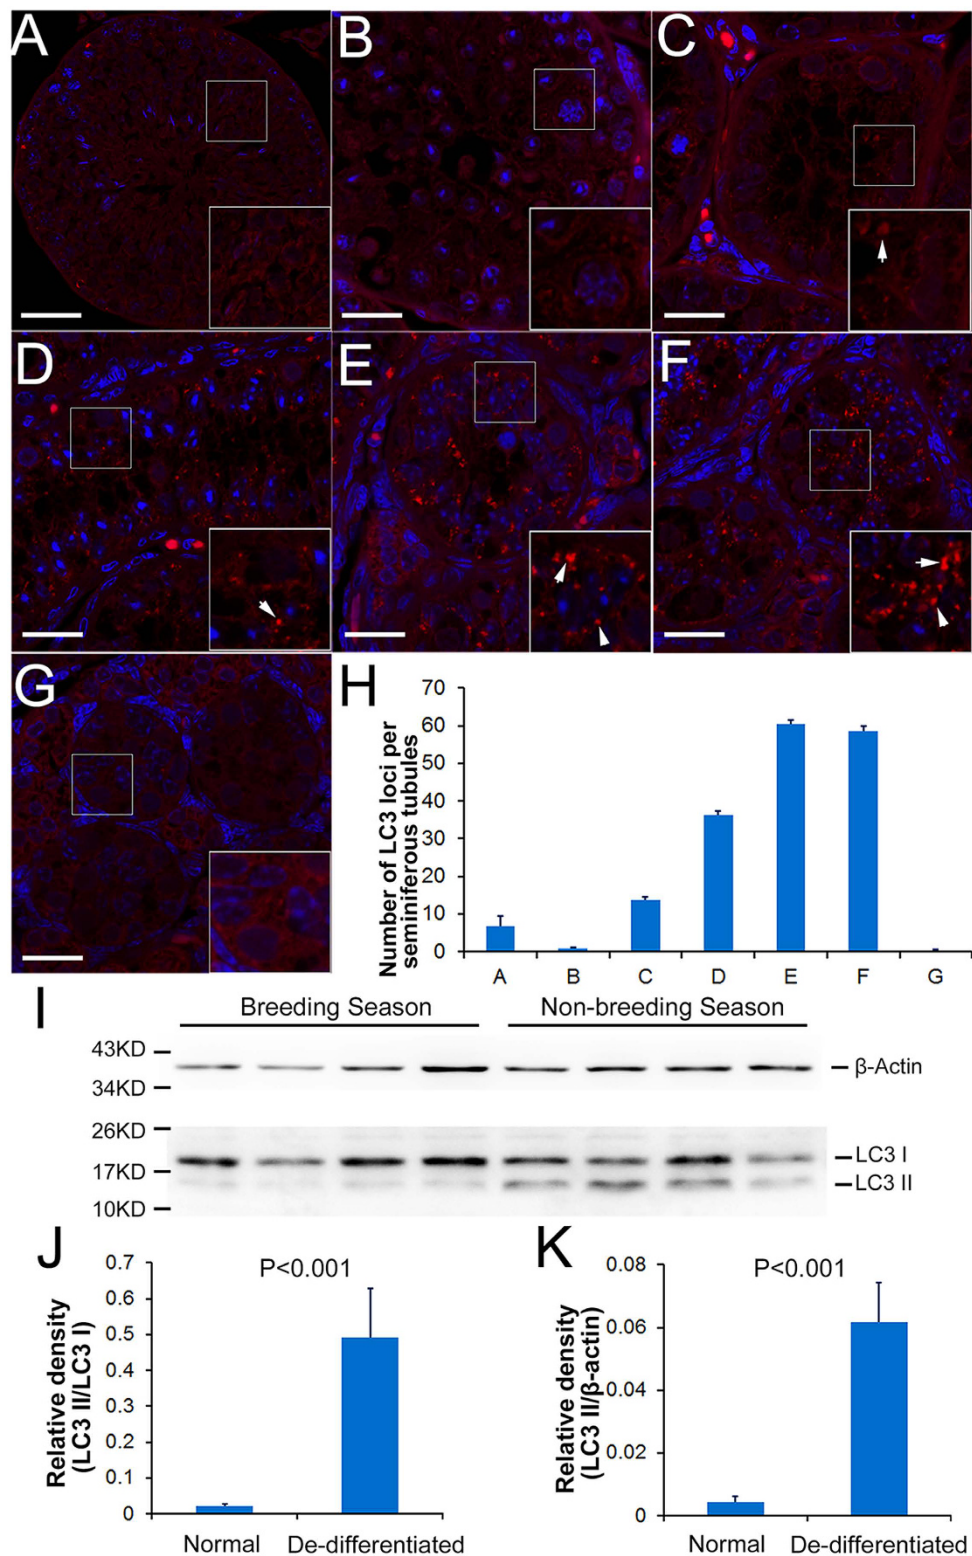 A
B
C
D
E
F
G
H
70
60
50
40
30
20
10
0
Number of LC3 loci per
seminiferous tubules
A B C D E F G
I
Breeding Season
Non-breeding Season
43KD
34KD
β-Actin
26KD
17KD
10KD
LC3 I
LC3 II
J
P<0.001
0.7
0.6
0.5
0.4
0.3
0.2
0.1
0
Relative density
(LC3 II/LC3 I)
Normal De-differentiated
K
P<0.001
0.08
0.06
0.04
0.02
0
Relative density
(LC3 II/β-actin)
Normal De-differentiated